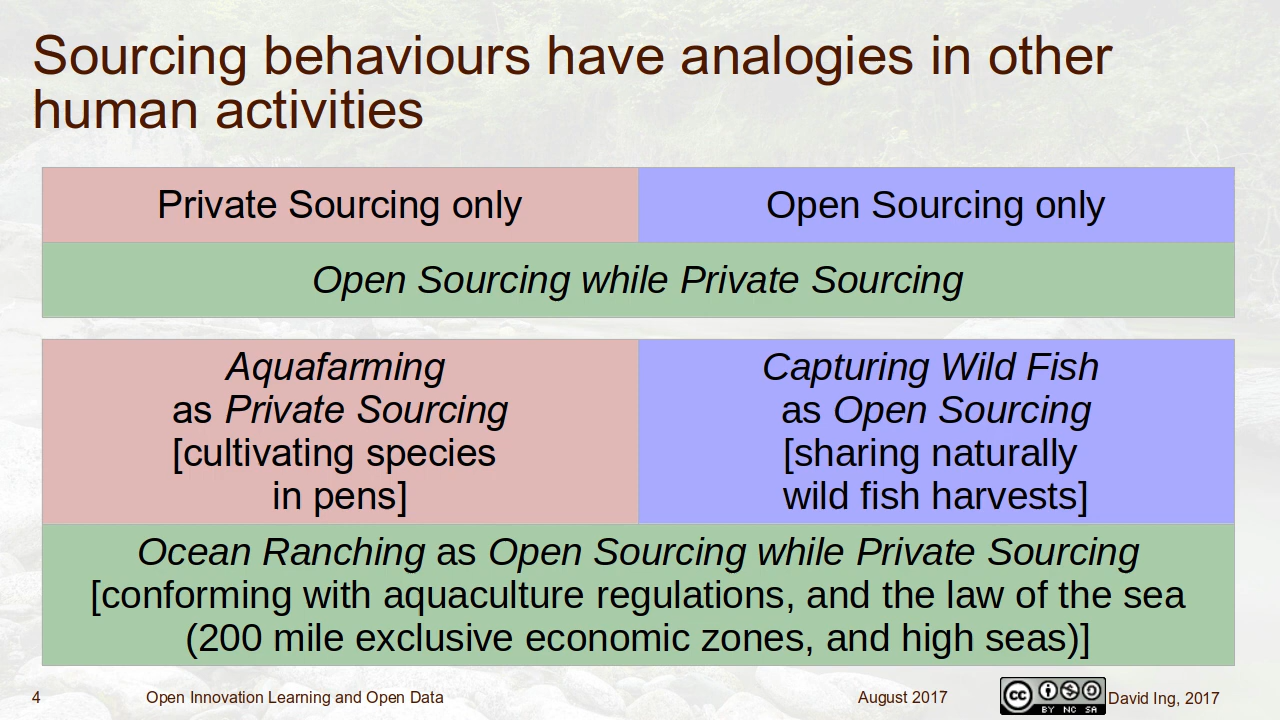 Sourcing behaviours have analogies in other
human activities
Private Sourcing only
Open Sourcing only
Open Sourcing while Private Sourcing
Aquafarming
as Private Sourcing
[cultivating species
in pens]
Capturing Wild Fish
as Open Sourcing
[sharing naturally
wild fish harvests]
Ocean Ranching as Open Sourcing while Private Sourcing
[conforming with aquaculture regulations, and the law of the sea
(200 mile exclusive economic zones, and high seas)]
4
Open Innovation Learning and Open Data
August 2017
cc
BY NC SA
David Ing, 2017